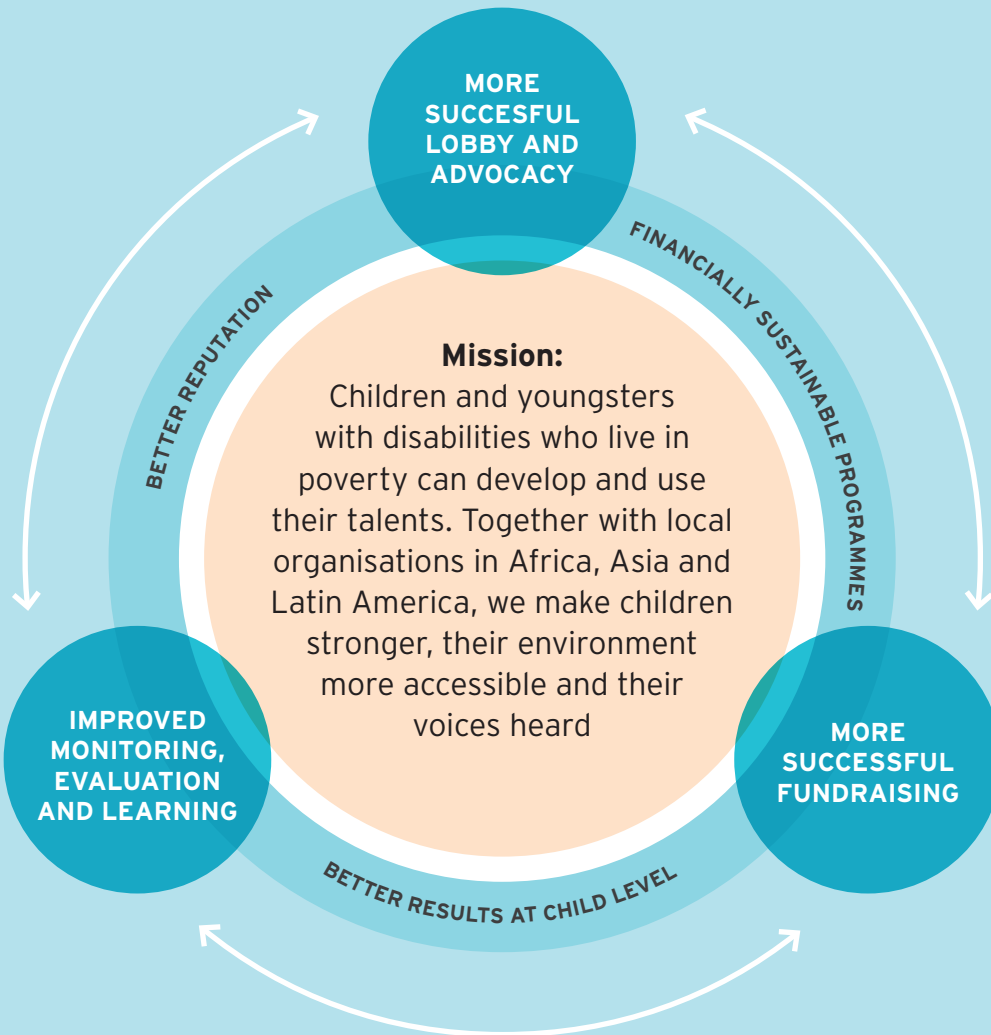 MORE
SUCCESFUL
LOBBY AND
ADVOCACY
BETTER REPUTATION
FINANCIALLY SUSTAINABLE PROGRAMMES
Mission:
Children and youngsters
with disabilities who live in
poverty can develop and use
their talents. Together with local
organisations in Africa, Asia and
Latin America, we make children
stronger, their environment
more accessible and their
voices heard
IMPROVED
MONITORING,
EVALUATION
AND LEARNING
MORE
SUCCESSFUL
FUNDRAISING
BETTER RESULTS AT CHILD LEVEL